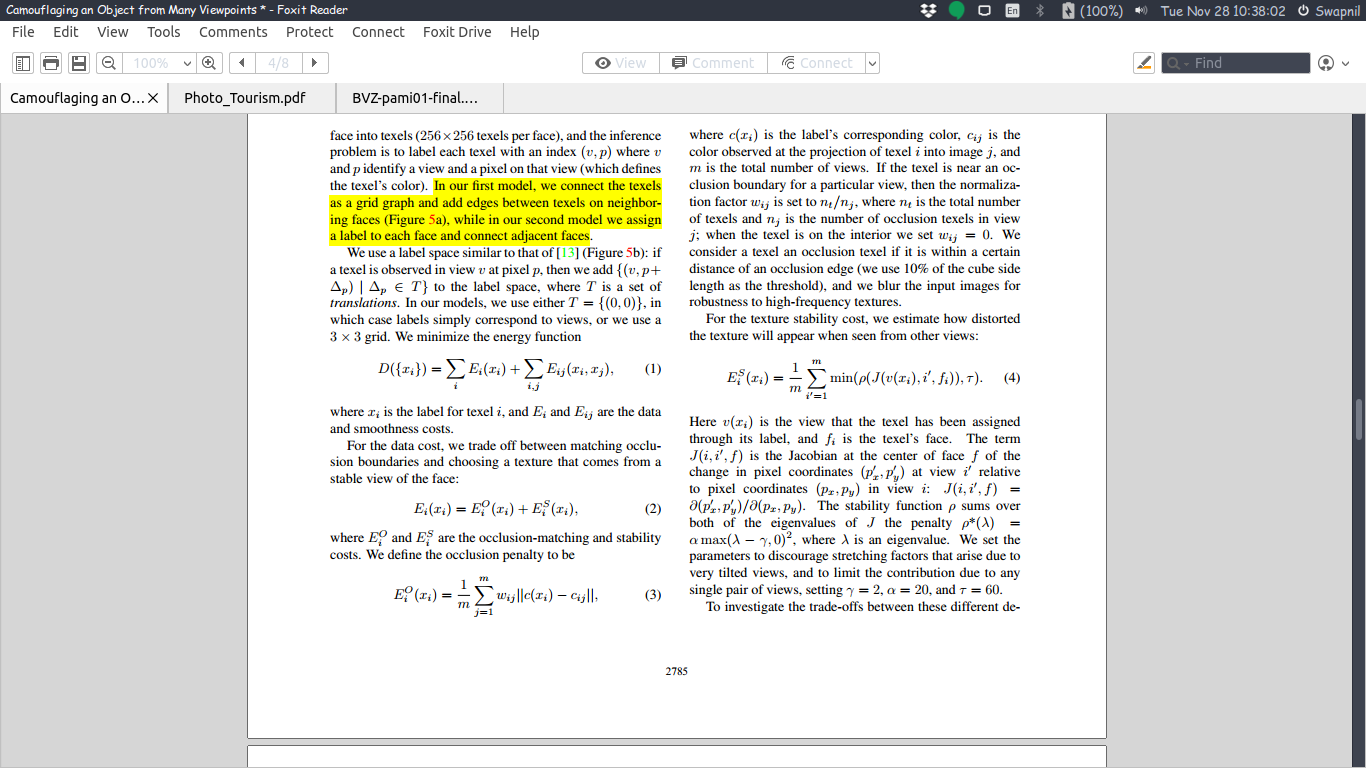 Camouflaging an Object from Many Viewpoints * - Foxit Reader
En
(100%)
Tue Nov 28 10:38:02
Swapnil
File Edit View Tools Comments Protect Connect Foxit Drive Help
100%
4/8
View
Comment
Connect
Find
Camouflaging an O...
Photo_Tourism.pdf
BVZ-pami01-final....
face into texels (256×256 texels per face), and the inference
problem is to label each texel with an index (v, p) where v
and p identify a view and a pixel on that view (which defines
the texel's color). In our first model, we connect the texels
as a grid graph and add edges between texels on neighbor-
ing faces (Figure 5a), while in our second model we assign
a label to each face and connect adjacent faces.
We use a label space similar to that of [13] (Figure 5b): if
a texel is observed in view v at pixel p, then we add {(v, p+
Δp) | Δp ∈ T} to the label space, where T is a set of
translations. In our models, we use either T = {(0, 0)}, in
which case labels simply correspond to views, or we use a
3 × 3 grid. We minimize the energy function
D({xi}) = ∑i Ei(xi) + ∑i,j Eij(xi, xj), (1)
where xi is the label for texel i, and Ei and Eij are the data
and smoothness costs.
For the data cost, we trade off between matching occlu-
sion boundaries and choosing a texture that comes from a
stable view of the face:
Ei(xi) = E^O_i(xi) + E^S_i(xi), (2)
where E^O_i and E^S_i are the occlusion-matching and stability
costs. We define the occlusion penalty to be
E^O_i(xi) = 1/m ∑^m_j=1 wij||c(xi) − cij||, (3)
where c(xi) is the label's corresponding color, cij is the
color observed at the projection of texel i into image j, and
m is the total number of views. If the texel is near an oc-
clusion boundary for a particular view, then the normaliza-
tion factor wij is set to nt/nj, where nt is the total number
of texels and nj is the number of occlusion texels in view
j; when the texel is on the interior we set wij = 0. We
consider a texel an occlusion texel if it is within a certain
distance of an occlusion edge (we use 10% of the cube side
length as the threshold), and we blur the input images for
robustness to high-frequency textures.
For the texture stability cost, we estimate how distorted
the texture will appear when seen from other views:
E^S_i(xi) = 1/m ∑^m_i'=1 min(ρ(J(v(xi), i', fi)), τ). (4)
Here v(xi) is the view that the texel has been assigned
through its label, and fi is the texel's face. The term
J(i, i', f) is the Jacobian at the center of face f of the
change in pixel coordinates (p'x, p'y) at view i' relative
to pixel coordinates (px, py) in view i: J(i, i', f) =
∂(p'x, p'y)/∂(px, py). The stability function ρ sums over
both of the eigenvalues of J the penalty ρ*(λ) =
α max(λ − γ, 0)², where λ is an eigenvalue. We set the
parameters to discourage stretching factors that arise due to
very tilted views, and to limit the contribution due to any
single pair of views, setting γ = 2, α = 20, and τ = 60.
To investigate the trade-offs between these different de-
2785